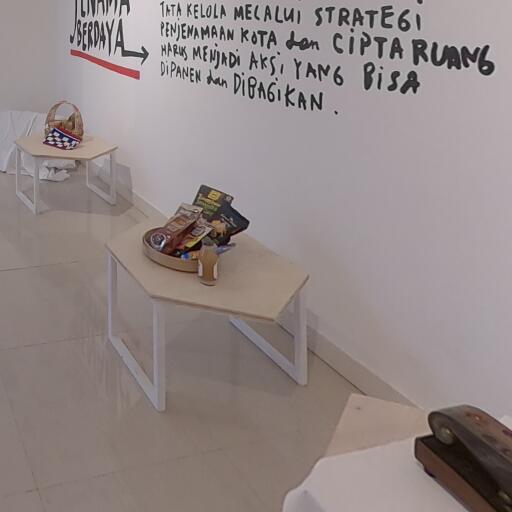 JENAMA
BERDAYA
TATA KELOLA MELALUI STRATEGI
PENJENAMAAN KOTA dan CIPTA RUANG
HARUS MENJADI AKSI YANG BISA
DIPANEN dan DIBAGIKAN.